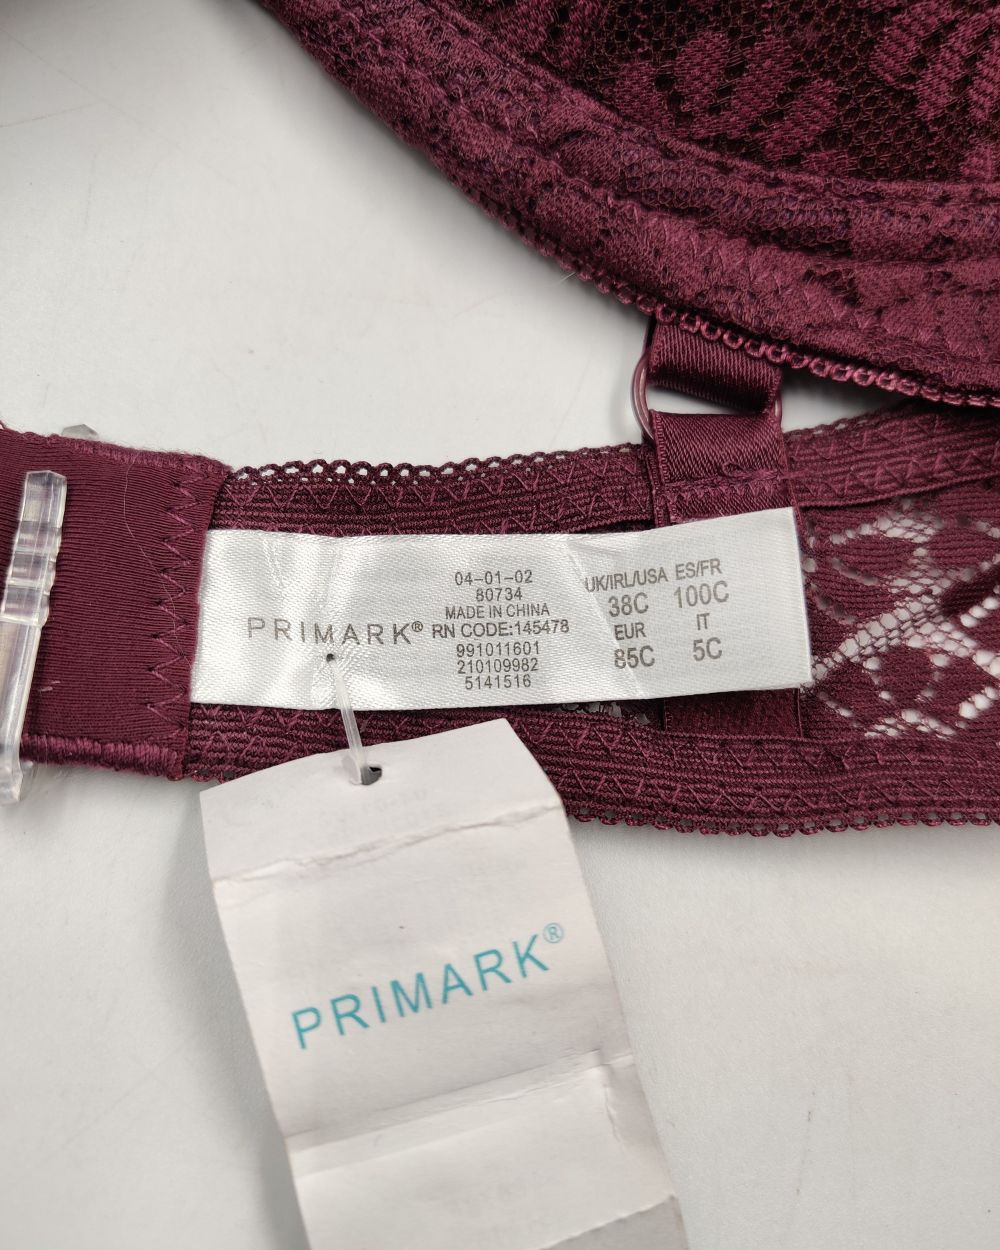 PRIMARK®
04-01-02
80734
MADE IN CHINA
RN CODE:145478
991011601
210109982
5141516
UK/IRL/USA ES/FR
38C 100C
EUR IT
85C 5C
PRIMARK®